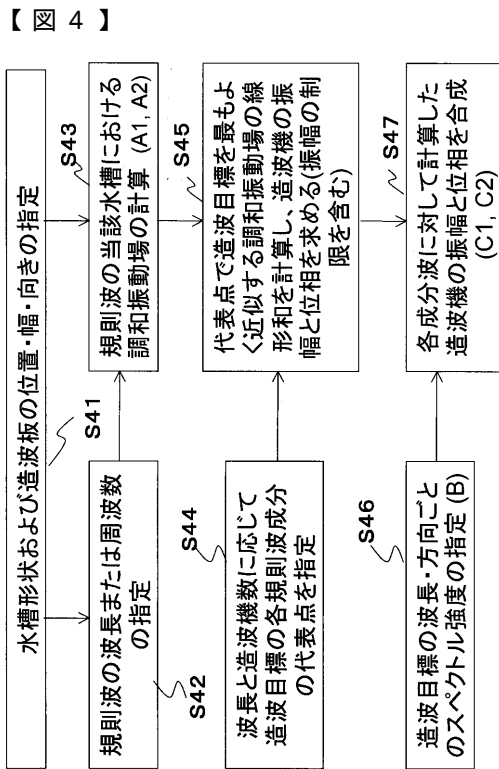 【図４】
水槽形状および造波板の位置・幅・向きの指定
S41
規則波の波長または周波数
の指定
S42
規則波の当該水槽における
調和振動場の計算 (A1, A2)
S43
波長と造波機数に応じて
造波目標の各規則波成分
の代表点を指定
S44
代表点で造波目標を最もよ
く近似する調和振動場の線
形和を計算し、造波機の振
幅と位相を求める(振幅の制
限を含む)
S45
造波目標の波長・方向ごと
のスペクトル強度の指定 (B)
S46
各成分波に対して計算した
造波機の振幅と位相を合成
(C1, C2)
S47